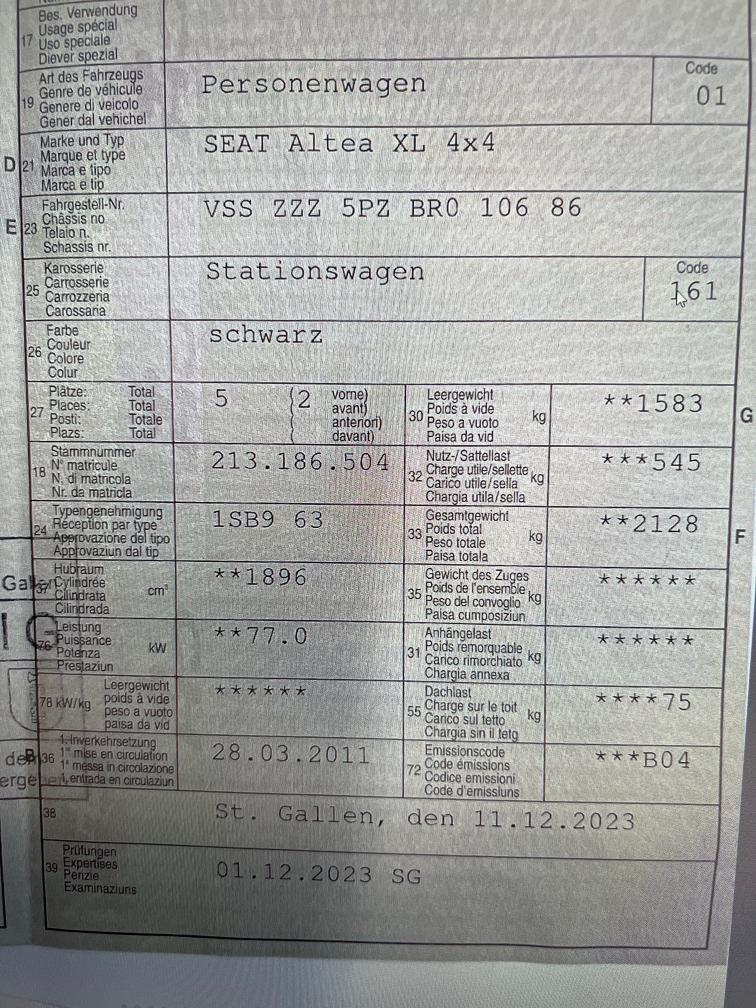 Bes. Verwendung
17 Usage spécial
Uso speciale
Diever spezial
Art des Fahrzeugs
19 Genre de véhicule
Genere di veicolo
Gener dal vehichel
Personenwagen
Code
01
D 21 Marke und Typ
Marque et type
Marca e tipo
Marca e tip
SEAT Altea XL 4x4
E 23 Fahrgestell-Nr.
Châssis no
Telaio n.
Schassis nr.
VSS ZZZ 5PZ BR0 106 86
25 Karosserie
Carrosserie
Carrozzeria
Carossaria
Stationswagen
Code
161
26 Farbe
Couleur
Colore
Colur
schwarz
27 Plätze: Total
Places: Total
Posti: Totale
Plazs: Total
5 (2 vorne)
avant)
anteriori)
davant)
30 Leergewicht
Poids à vide
Peso a vuoto
Paisa da vid
kg
**1583
G
18 Stammnummer
N° matricule
N. di matricola
Nr. da matricla
213.186.504
32 Nutz-/Sattellast
Charge utile/sellette
Carico utile/sella
Chargia utila/sella
kg
***545
24 Typengenehmigung
Réception par type
Approvazione del tipo
Approvaziun dal tip
1SB9 63
33 Gesamtgewicht
Poids total
Peso totale
Paisa totala
kg
**2128
F
37 Hubraum
Cylindrée
Cilindrata
Cilindrada
cm³
**1896
35 Gewicht des Zuges
Poids de l'ensemble
Peso del convoglio
Paisa cumposiziun
kg
******
76 Leistung
Puissance
Potenza
Prestaziun
kW
**77.0
31 Anhängelast
Poids remorquable
Carico rimorchiato
Chargia annexa
kg
******
78 kW/kg Leergewicht
poids à vide
peso a vuoto
paisa da vid
******
55 Dachlast
Charge sur le toit
Carico sul tetto
Chargia sin il tetg
kg
****75
36 1. Inverkehrsetzung
1re mise en circulation
1a messa in circolazione
1. entrada en circulaziun
28.03.2011
72 Emissionscode
Code émissions
Codice emissioni
Code d'emissiuns
***B04
38
St. Gallen, den 11.12.2023
39 Prüfungen
Expertises
Perizie
Examinaziuns
01.12.2023 SG